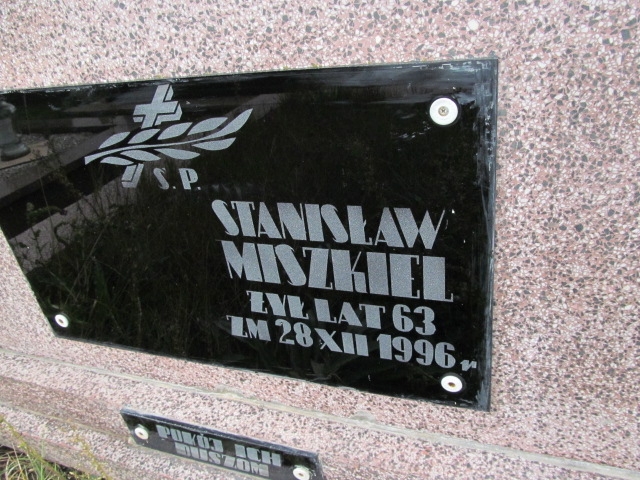 Ś.P.
STANISŁAW
MISZKIEL
ŻYŁ LAT 63
ZM 28 XII 1996 r
POKÓJ ICH
DUSZOM